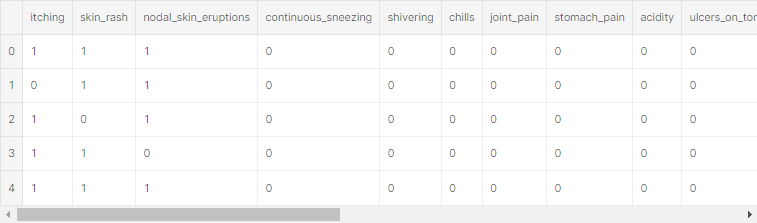 itching skin_rash nodal_skin_eruptions continuous_sneezing shivering chills joint_pain stomach_pain acidity ulcers_on_ton
0 1 1 1 0 0 0 0 0 0 0
1 0 1 1 0 0 0 0 0 0 0
2 1 0 1 0 0 0 0 0 0 0
3 1 1 0 0 0 0 0 0 0 0
4 1 1 1 0 0 0 0 0 0 0